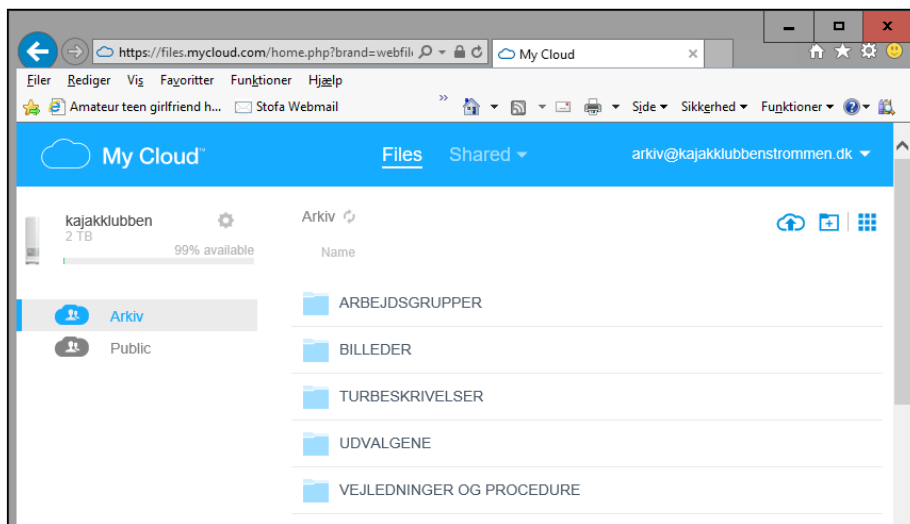 https://files.mycloud.com/home.php?brand=webfil
My Cloud
Filer Rediger Vis Favoritter Funktioner Hjælp
Amateur teen girlfriend h... Stofa Webmail » Side Sikkerhed Funktioner
My Cloud™ Files Shared arkiv@kajakklubbenstrommen.dk
kajakklubben
2 TB
99% available
Arkiv
Public
Arkiv
Name
ARBEJDSGRUPPER
BILLEDER
TURBESKRIVELSER
UDVALGENE
VEJLEDNINGER OG PROCEDURE